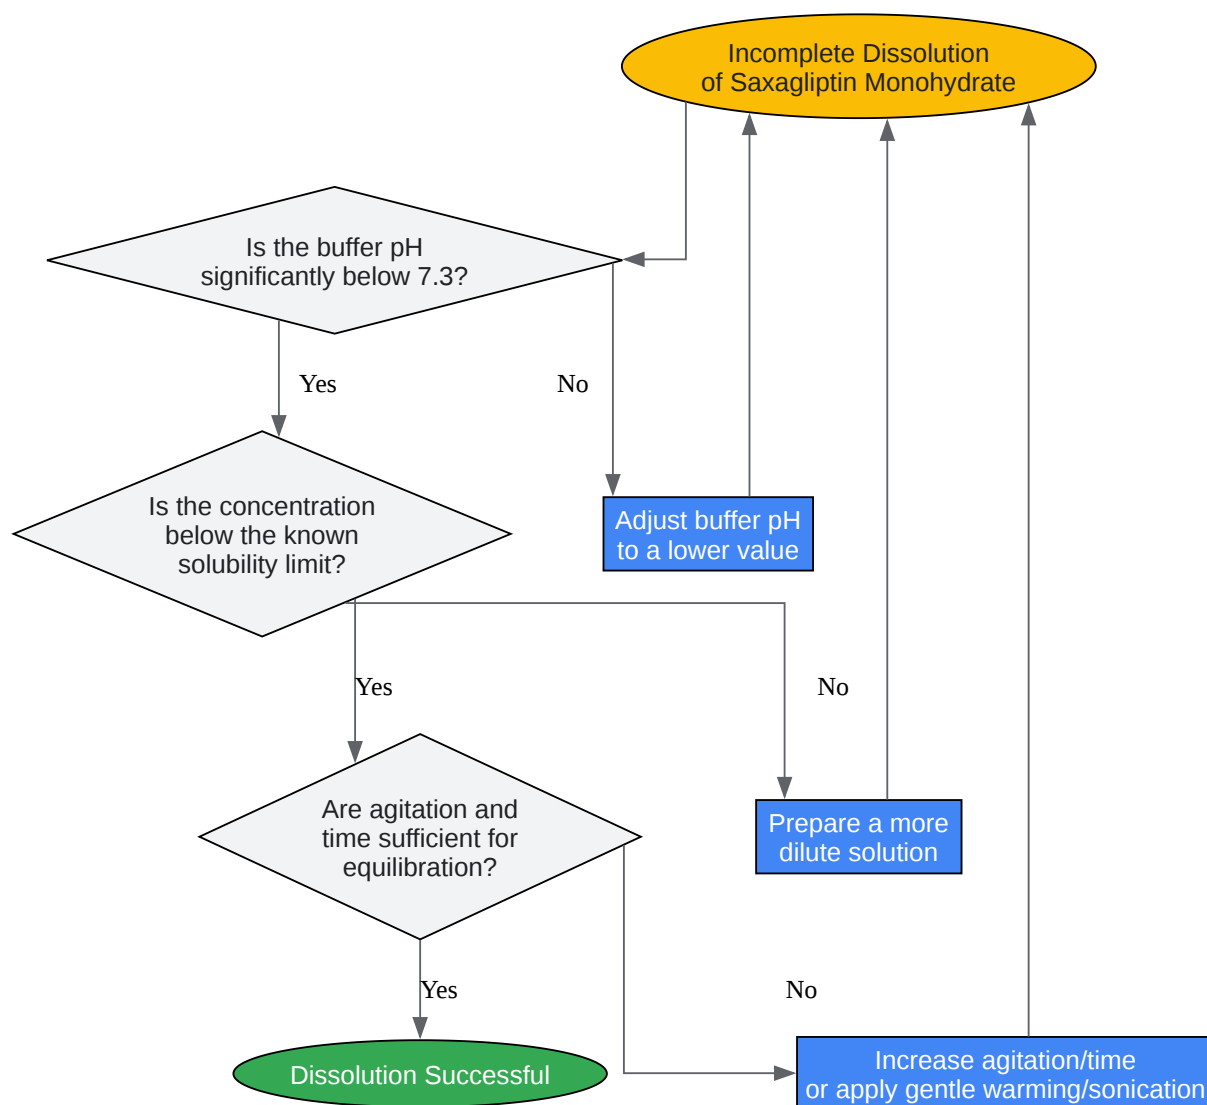 Incomplete Dissolution
of Saxagliptin Monohydrate
Is the buffer pH
significantly below 7.3?
Yes
No
Is the concentration
below the known
solubility limit?
Adjust buffer pH
to a lower value
Yes
No
Are agitation and
time sufficient for
equilibration?
Prepare a more
dilute solution
Yes
No
Dissolution Successful
Increase agitation/time
or apply gentle warming/sonication